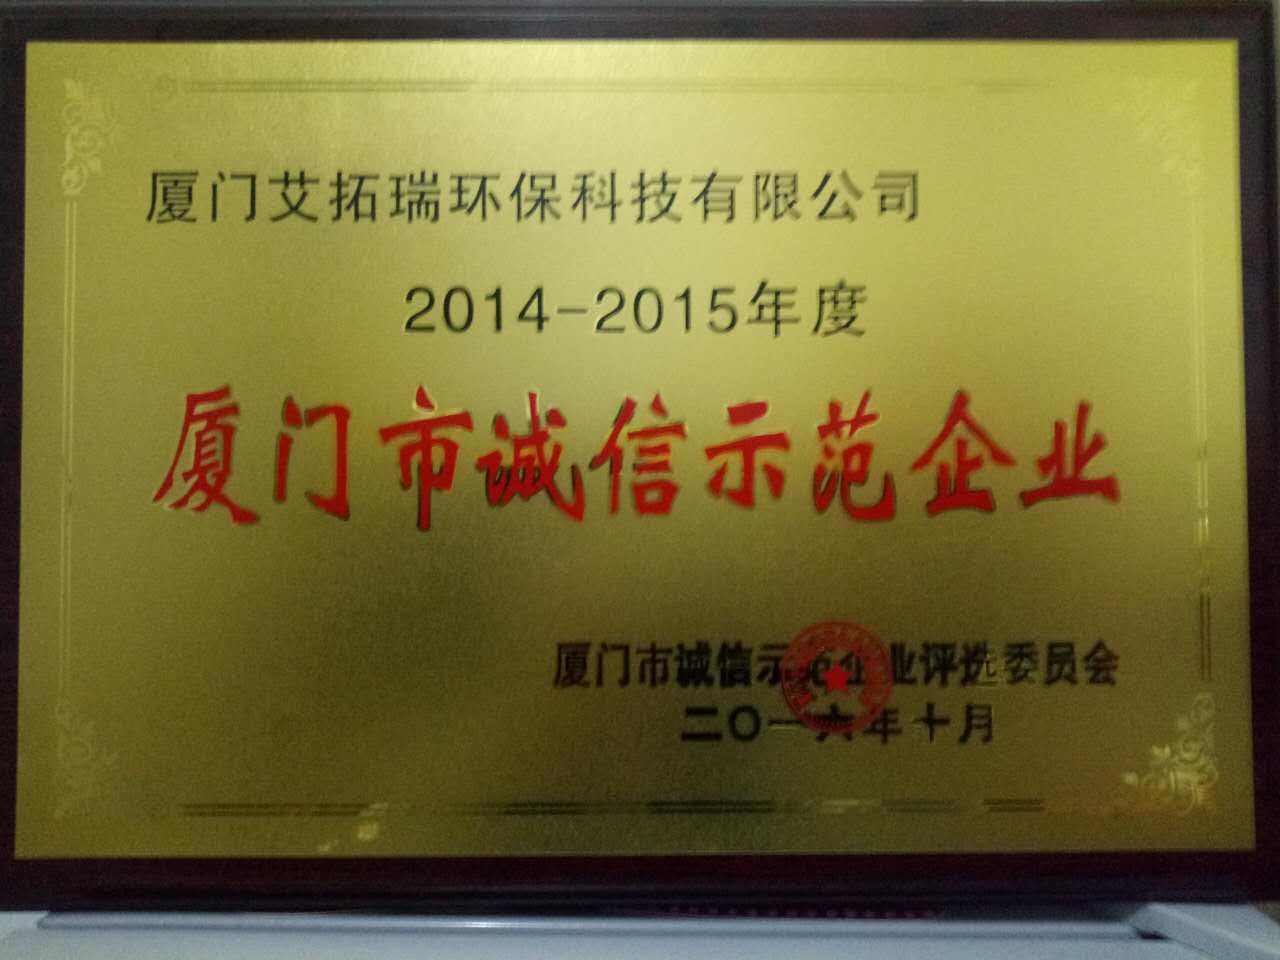 厦门艾拓瑞环保科技有限公司
2014-2015年度
厦门市诚信示范企业
厦门市诚信示范企业评选委员会
二〇一六年十月